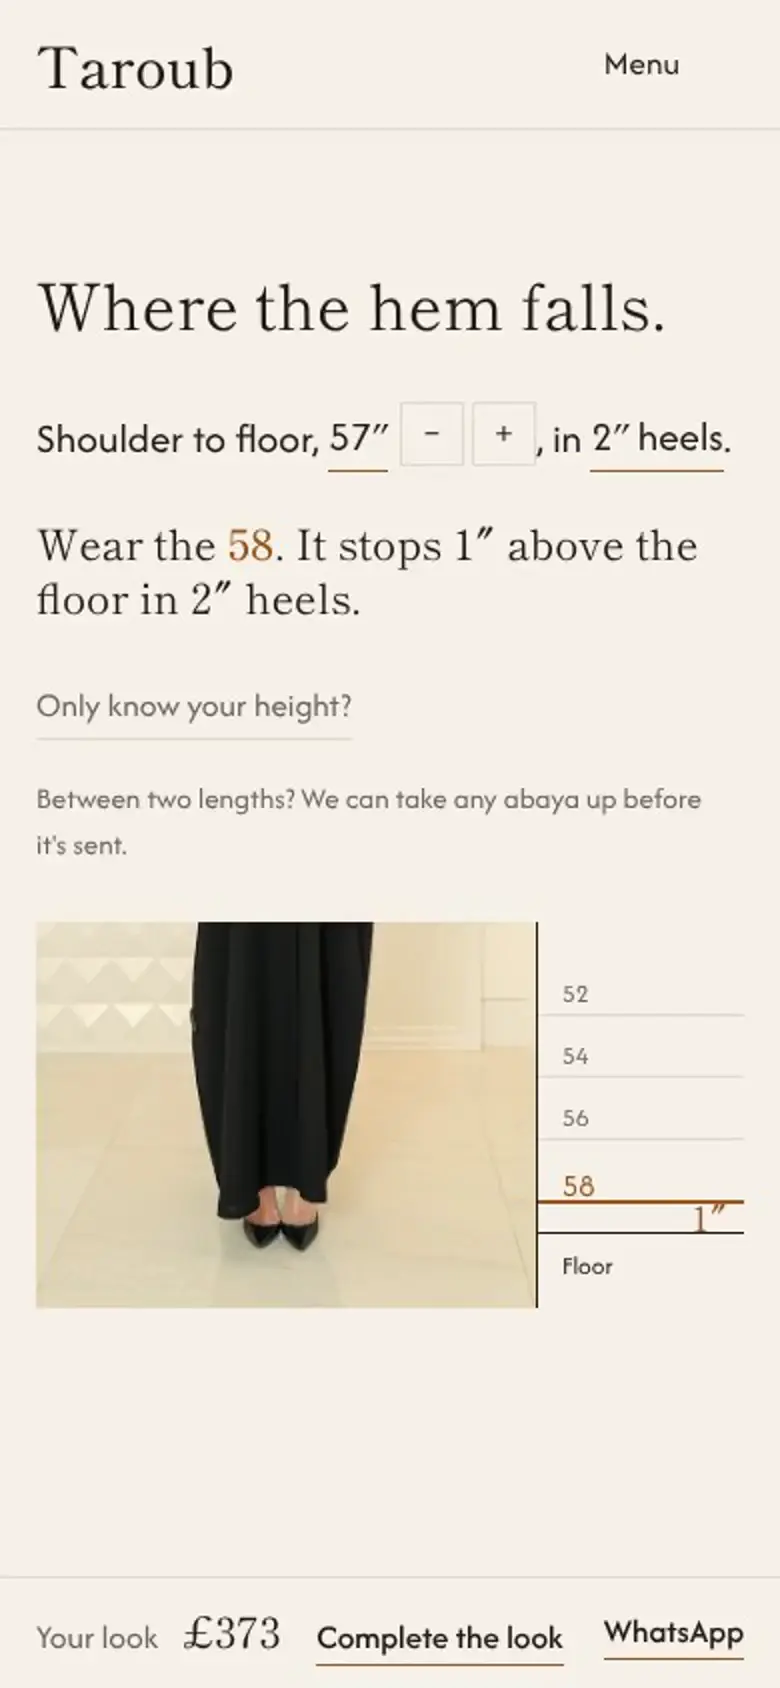 Taroub
Menu
Where the hem falls.
Shoulder to floor, 57″ − + , in 2″ heels.
Wear the 58. It stops 1″ above the
floor in 2″ heels.
Only know your height?
Between two lengths? We can take any abaya up before
it's sent.
52
54
56
58
1″
Floor
Your look £373 Complete the look WhatsApp